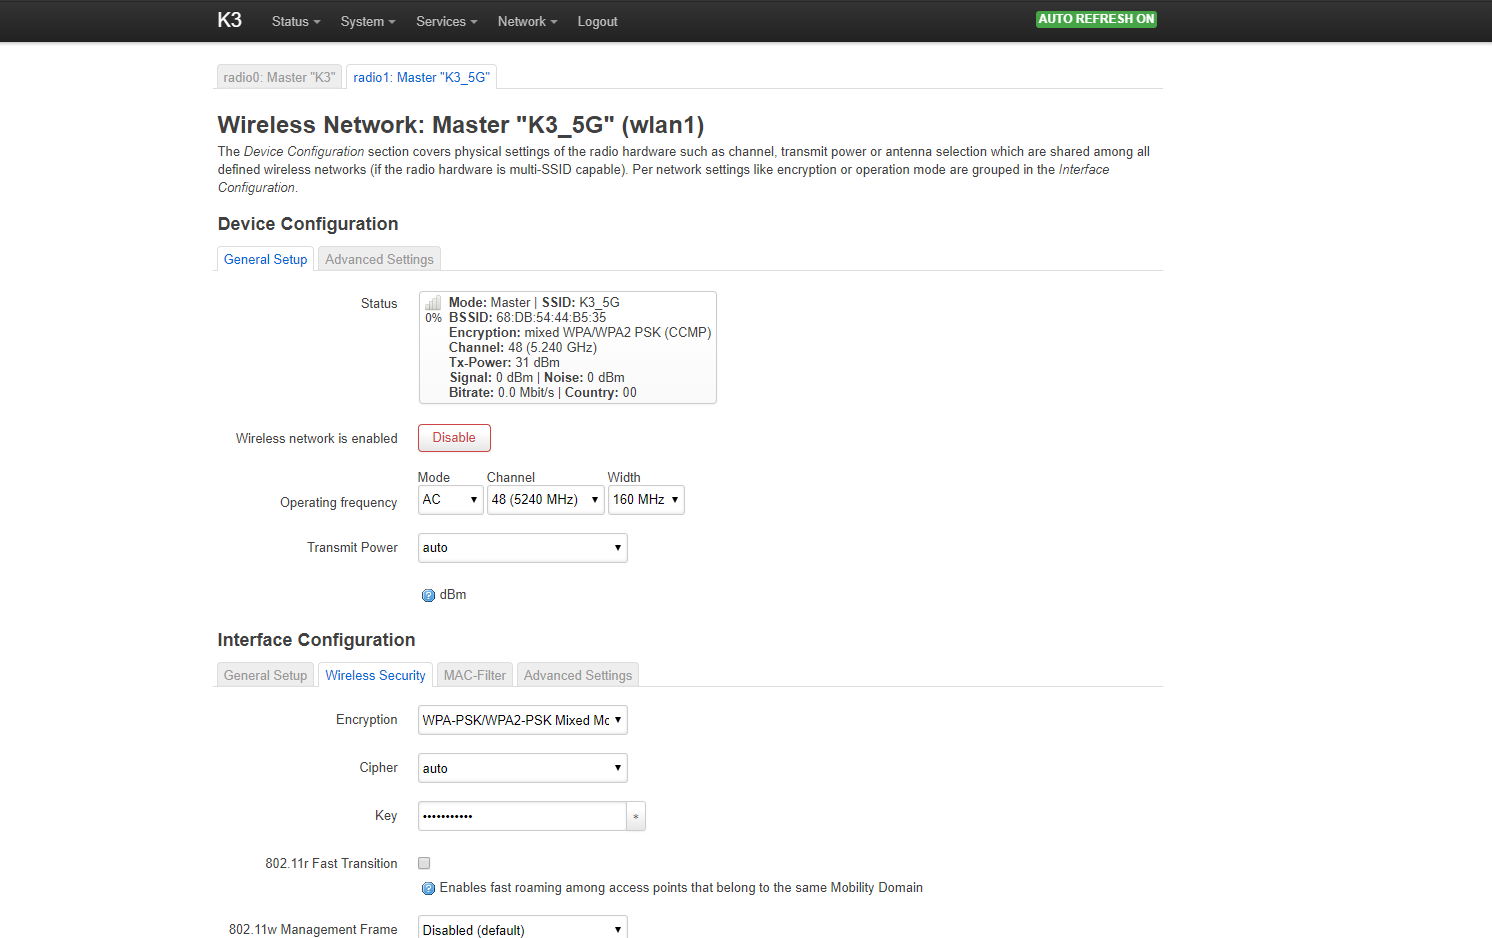 K3 Status System Services Network Logout AUTO REFRESH ON
radio0: Master "K3" radio1: Master "K3_5G"
Wireless Network: Master "K3_5G" (wlan1)
The Device Configuration section covers physical settings of the radio hardware such as channel, transmit power or antenna selection which are shared among all
defined wireless networks (if the radio hardware is multi-SSID capable). Per network settings like encryption or operation mode are grouped in the Interface
Configuration.
Device Configuration
General Setup Advanced Settings
Status
Mode: Master | SSID: K3_5G
0% BSSID: 68:DB:54:44:B5:35
Encryption: mixed WPA/WPA2 PSK (CCMP)
Channel: 48 (5.240 GHz)
Tx-Power: 31 dBm
Signal: 0 dBm | Noise: 0 dBm
Bitrate: 0.0 Mbit/s | Country: 00
Wireless network is enabled Disable
Mode Channel Width
Operating frequency AC 48 (5240 MHz) 160 MHz
Transmit Power auto
dBm
Interface Configuration
General Setup Wireless Security MAC-Filter Advanced Settings
Encryption WPA-PSK/WPA2-PSK Mixed Mc
Cipher auto
Key ••••••••••• *
802.11r Fast Transition
Enables fast roaming among access points that belong to the same Mobility Domain
802.11w Management Frame Disabled (default)